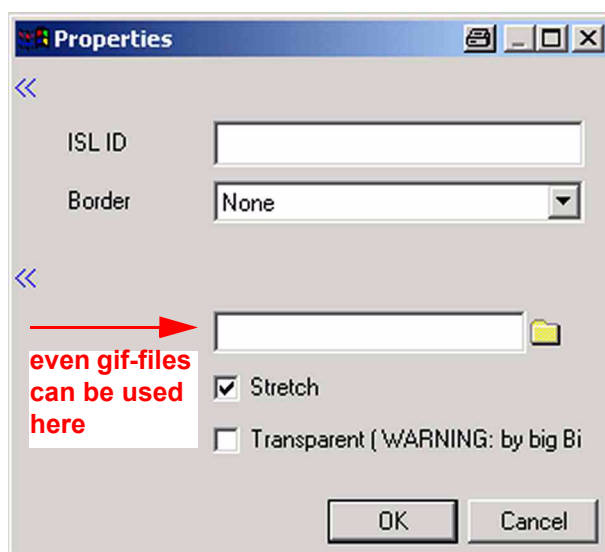 Properties
ISL ID
Border
None
even gif-files
can be used
here
Stretch
Transparent ( WARNING: by big Bi
OK
Cancel